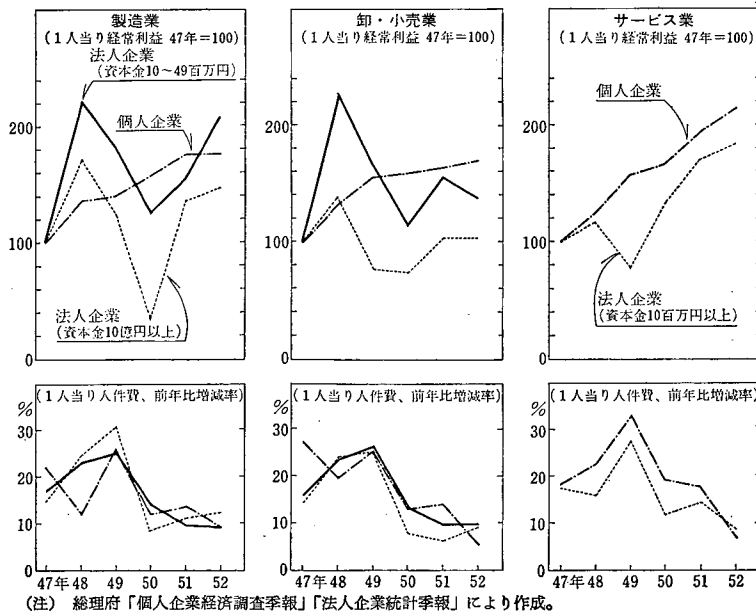 製造業
(1人当り経常利益 47年=100)
法人企業
(資本金10～49百万円)
個人企業
200
100
0
法人企業
(資本金10億円以上)
卸・小売業
(1人当り経常利益 47年=100)
200
100
0
サービス業
(1人当り経常利益 47年=100)
個人企業
200
100
0
法人企業
(資本金10百万円以上)
(1人当り人件費、前年比増減率)
%
30
20
10
0
47年 48 49 50 51 52
(1人当り人件費、前年比増減率)
%
30
20
10
0
47年 48 49 50 51 52
(1人当り人件費、前年比増減率)
%
30
20
10
0
47年 48 49 50 51 52
(注) 総理府「個人企業経済調査季報」「法人企業統計季報」により作成。